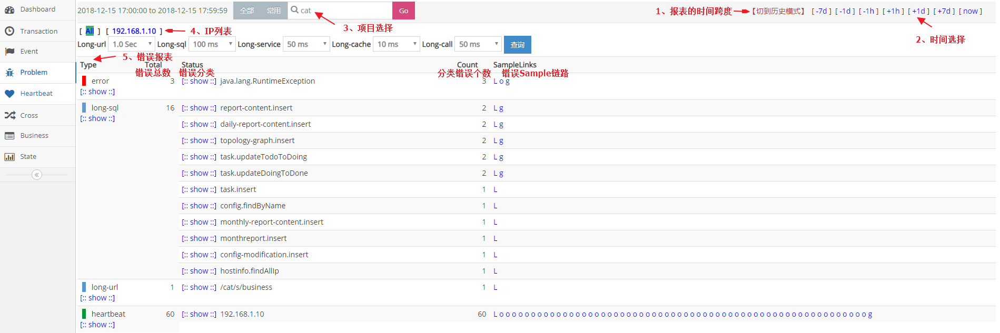 Dashboard
Transaction
Event
Problem
Heartbeat
Cross
Business
State
2018-12-15 17:00:00 to 2018-12-15 17:59:59 全部 常用 cat Go
1、报表的时间跨度 【切到历史模式】 [ -7d ] [ -1d ] [ -1h ] [ +1h ] [ +1d ] [ +7d ] [ now ]
3、项目选择
2、时间选择
[ All ] [ 192.168.1.10 ] 4、IP列表
Long-url 1.0 Sec Long-sql 100 ms Long-service 50 ms Long-cache 10 ms Long-call 50 ms 查询
5、错误报表
Type Total Status Count SampleLinks
错误总数 错误分类 分类错误个数 错误Sample链路
error 3 [:: show ::] java.lang.RuntimeException 3 L o g
[:: show ::]
long-sql 16 [:: show ::] report-content.insert 2 L g
[:: show ::]
[:: show ::] daily-report-content.insert 2 L g
[:: show ::] topology-graph.insert 2 L g
[:: show ::] task.updateTodoToDoing 2 L g
[:: show ::] task.updateDoingToDone 2 L g
[:: show ::] task.insert 1 L
[:: show ::] config.findByName 1 L
[:: show ::] monthly-report-content.insert 1 L
[:: show ::] monthreport.insert 1 L
[:: show ::] config-modification.insert 1 L
[:: show ::] hostinfo.findAllIp 1 L
long-url 1 [:: show ::] /cat/s/business 1 L
[:: show ::]
heartbeat 60 [:: show ::] 192.168.1.10 60 L o o o o o o o o o o o o o o o o o o o o o o o o o o o o o o o o o o o o o o o o o o o o o o o o o o o o o o o o o o g
[:: show ::]